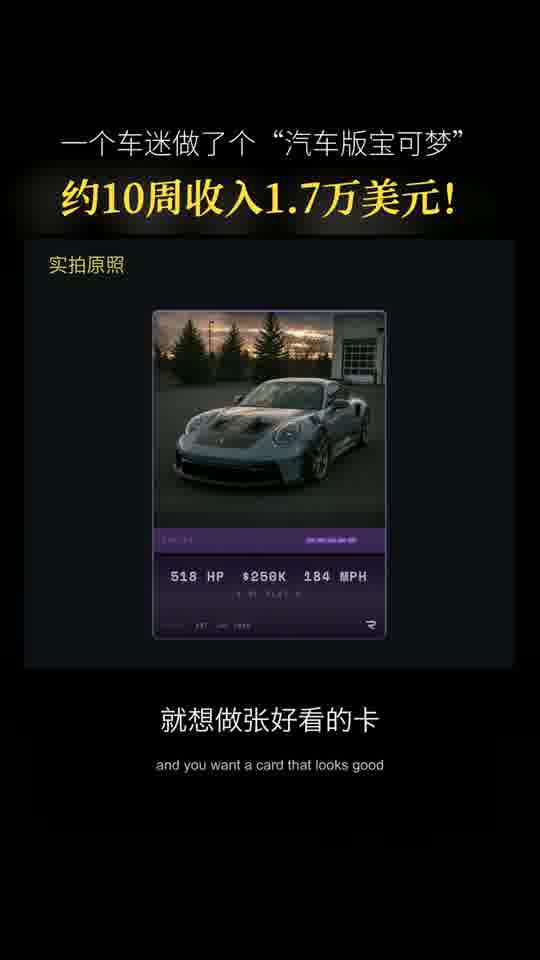 一个车迷做了个“汽车版宝可梦”
约10周收入1.7万美元!
实拍原照
518 HP $250K 184 MPH
就想做张好看的卡
and you want a card that looks good